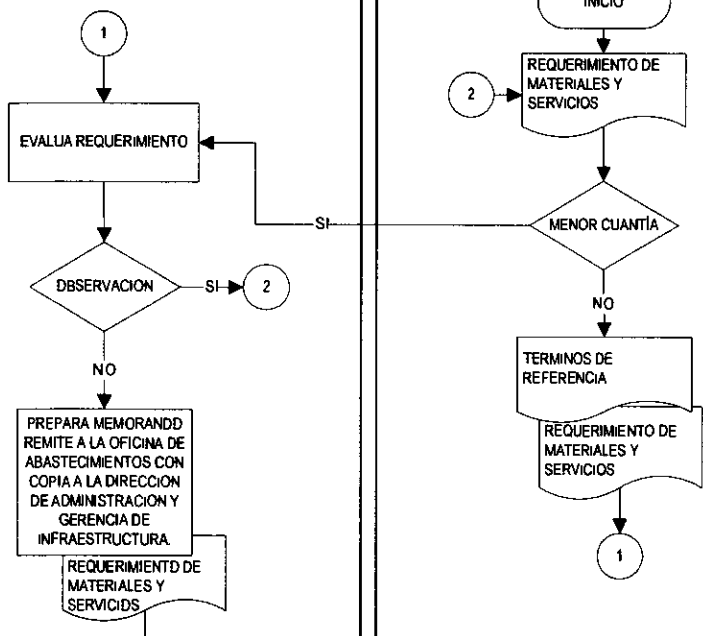 1
EVALUA REQUERIMIENTO
SI
DBSERVACION
SI
2
NO
PREPARA MEMORANDD
REMITE A LA OFICINA DE
ABASTECIMIENTOS CON
COPIA A LA DIRECCION
DE ADMINISTRACION Y
GERENCIA DE
INFRAESTRUCTURA.
REQUERIMIENTD DE
MATERIALES Y
SERVICIDS
INICIO
REQUERIMIENTO DE
MATERIALES Y
SERVICIOS
2
MENOR CUANTÍA
NO
TERMINOS DE
REFERENCIA
REQUERIMIENTO DE
MATERIALES Y
SERVICIOS
1